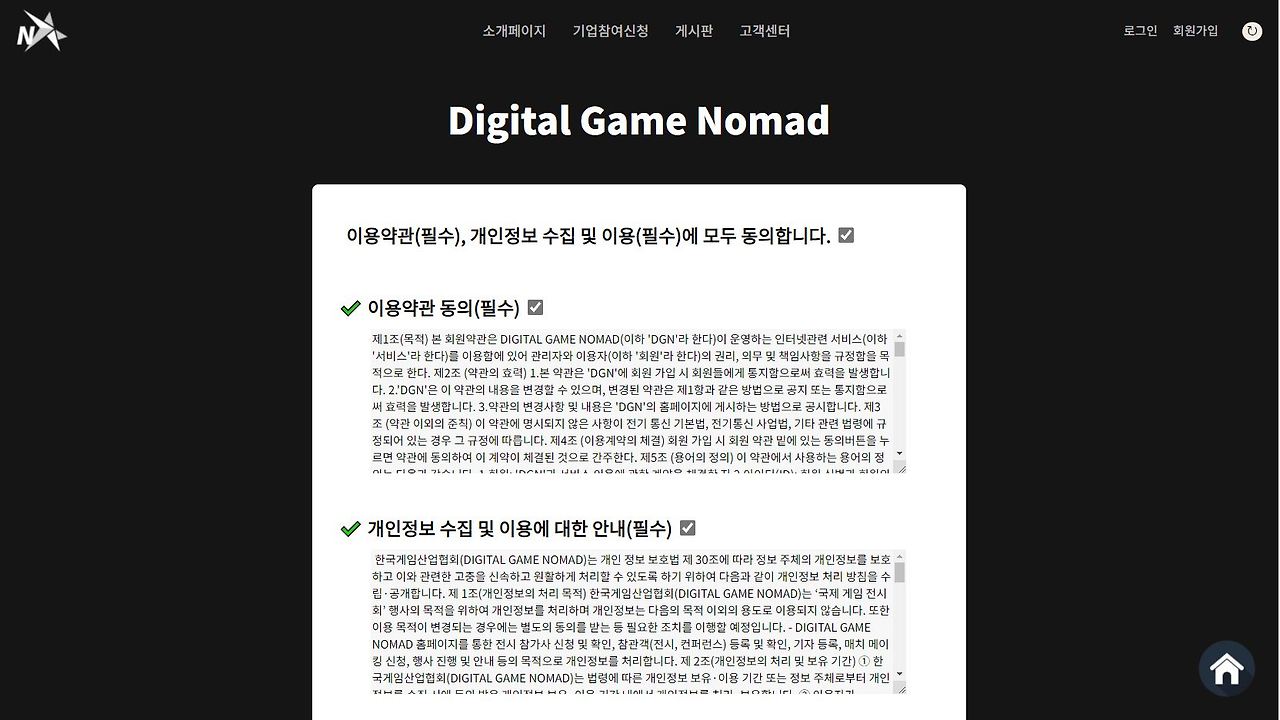 N
소개페이지 기업참여신청 게시판 고객센터 로그인 회원가입
Digital Game Nomad
이용약관(필수), 개인정보 수집 및 이용(필수)에 모두 동의합니다.
이용약관 동의(필수)
제1조(목적) 본 회원약관은 DIGITAL GAME NOMAD(이하 'DGN'라 한다)이 운영하는 인터넷관련 서비스(이하
'서비스'라 한다)를 이용함에 있어 관리자와 이용자(이하 '회원'라 한다)의 권리, 의무 및 책임사항을 규정함을 목
적으로 한다. 제2조 (약관의 효력) 1.본 약관은 'DGN'에 회원 가입 시 회원들에게 통지함으로써 효력을 발생합니
다. 2.'DGN'은 이 약관의 내용을 변경할 수 있으며, 변경된 약관은 제1항과 같은 방법으로 공지 또는 통지함으로
써 효력을 발생합니다. 3.약관의 변경사항 및 내용은 'DGN'의 홈페이지에 게시하는 방법으로 공시합니다. 제3
조 (약관 이외의 준칙) 이 약관에 명시되지 않은 사항이 전기 통신 기본법, 전기통신 사업법, 기타 관련 법령에 규
정되어 있는 경우 그 규정에 따릅니다. 제4조 (이용계약의 체결) 회원 가입 시 회원 약관 밑에 있는 동의버튼을 누
르면 약관에 동의하여 이 계약이 체결된 것으로 간주한다. 제5조 (용어의 정의) 이 약관에서 사용하는 용어의 정
개인정보 수집 및 이용에 대한 안내(필수)
한국게임산업협회(DIGITAL GAME NOMAD)는 개인 정보 보호법 제 30조에 따라 정보 주체의 개인정보를 보호
하고 이와 관련한 고충을 신속하고 원활하게 처리할 수 있도록 하기 위하여 다음과 같이 개인정보 처리 방침을 수
립·공개합니다. 제 1조(개인정보의 처리 목적) 한국게임산업협회(DIGITAL GAME NOMAD)는 ‘국제 게임 전시
회’ 행사의 목적을 위하여 개인정보를 처리하며 개인정보는 다음의 목적 이외의 용도로 이용되지 않습니다. 또한
이용 목적이 변경되는 경우에는 별도의 동의를 받는 등 필요한 조치를 이행할 예정입니다. - DIGITAL GAME
NOMAD 홈페이지를 통한 전시 참가사 신청 및 확인, 참관객(전시, 컨퍼런스) 등록 및 확인, 기자 등록, 매치 메이
킹 신청, 행사 진행 및 안내 등의 목적으로 개인정보를 처리합니다. 제 2조(개인정보의 처리 및 보유 기간) ① 한
국게임산업협회(DIGITAL GAME NOMAD)는 법령에 따른 개인정보 보유·이용 기간 또는 정보 주체로부터 개인